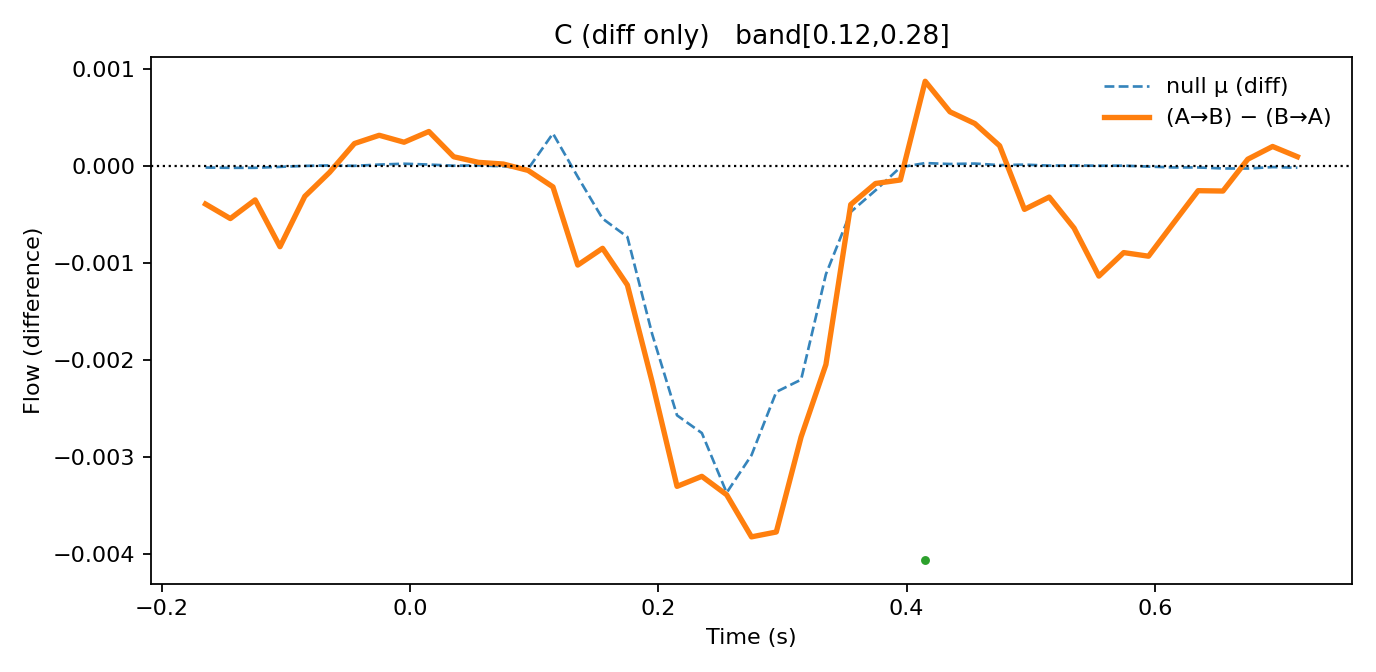 C (diff only)   band[0.12,0.28]
null μ (diff)
(A→B) − (B→A)
Flow (difference)
0.001
0.000
−0.001
−0.002
−0.003
−0.004
−0.2
0.0
0.2
0.4
0.6
Time (s)